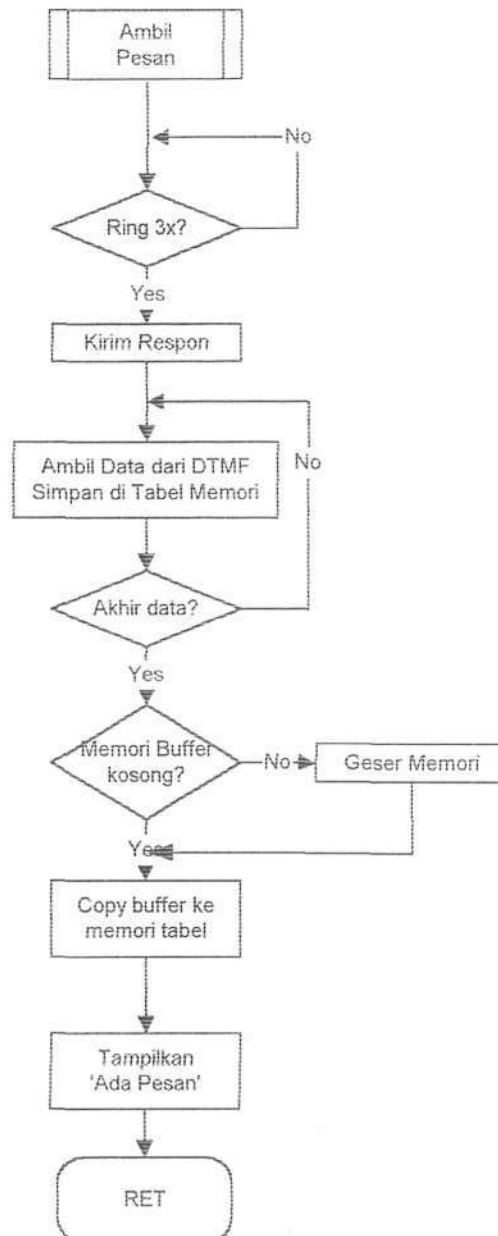 Ambil
Pesan
No
Ring 3x?
Yes
Kirim Respon
Ambil Data dari DTMF
Simpan di Tabel Memori
No
Akhir data?
Yes
Memori Buffer
kosong?
No
Geser Memori
Yes
Copy buffer ke
memori tabel
Tampilkan
'Ada Pesan'
RET